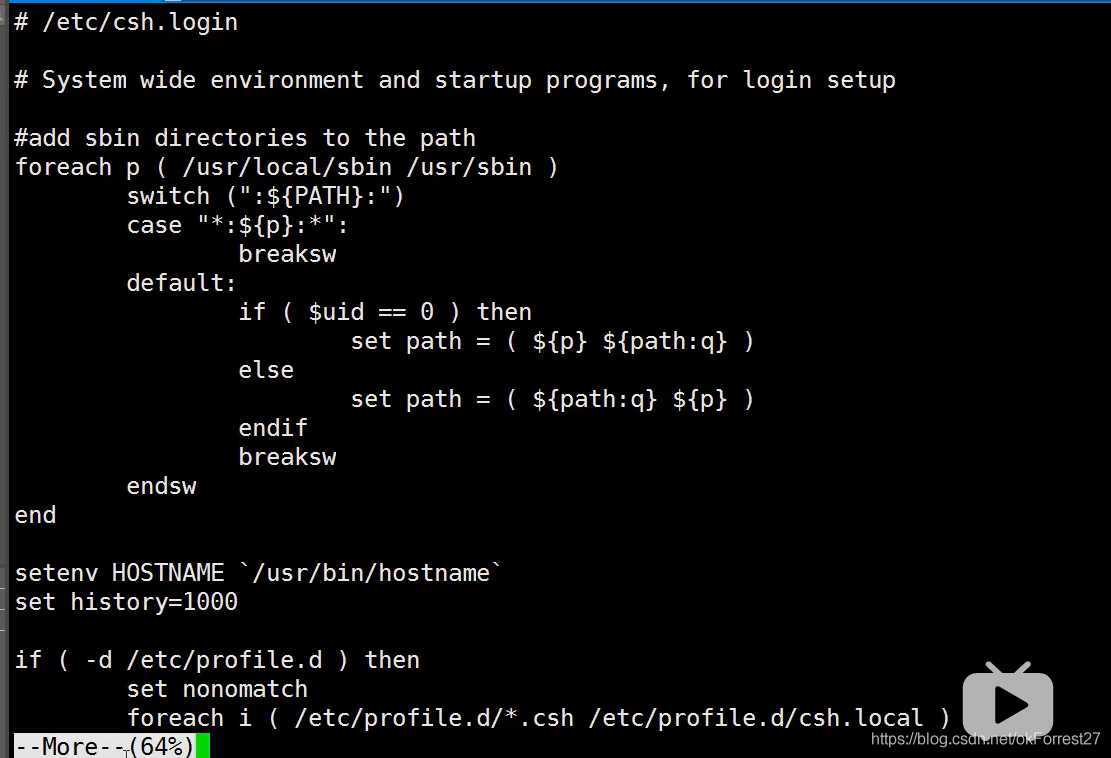 # /etc/csh.login

# System wide environment and startup programs, for login setup

#add sbin directories to the path
foreach p ( /usr/local/sbin /usr/sbin )
        switch (":${PATH}:")
        case "*:${p}:*":
                breaksw
        default:
                if ( $uid == 0 ) then
                        set path = ( ${p} ${path:q} )
                else
                        set path = ( ${path:q} ${p} )
                endif
                breaksw
        endsw
end

setenv HOSTNAME `/usr/bin/hostname`
set history=1000

if ( -d /etc/profile.d ) then
        set nonomatch
        foreach i ( /etc/profile.d/*.csh /etc/profile.d/csh.local )
--More--(64%)
https://blog.csdn.net/okForrest27